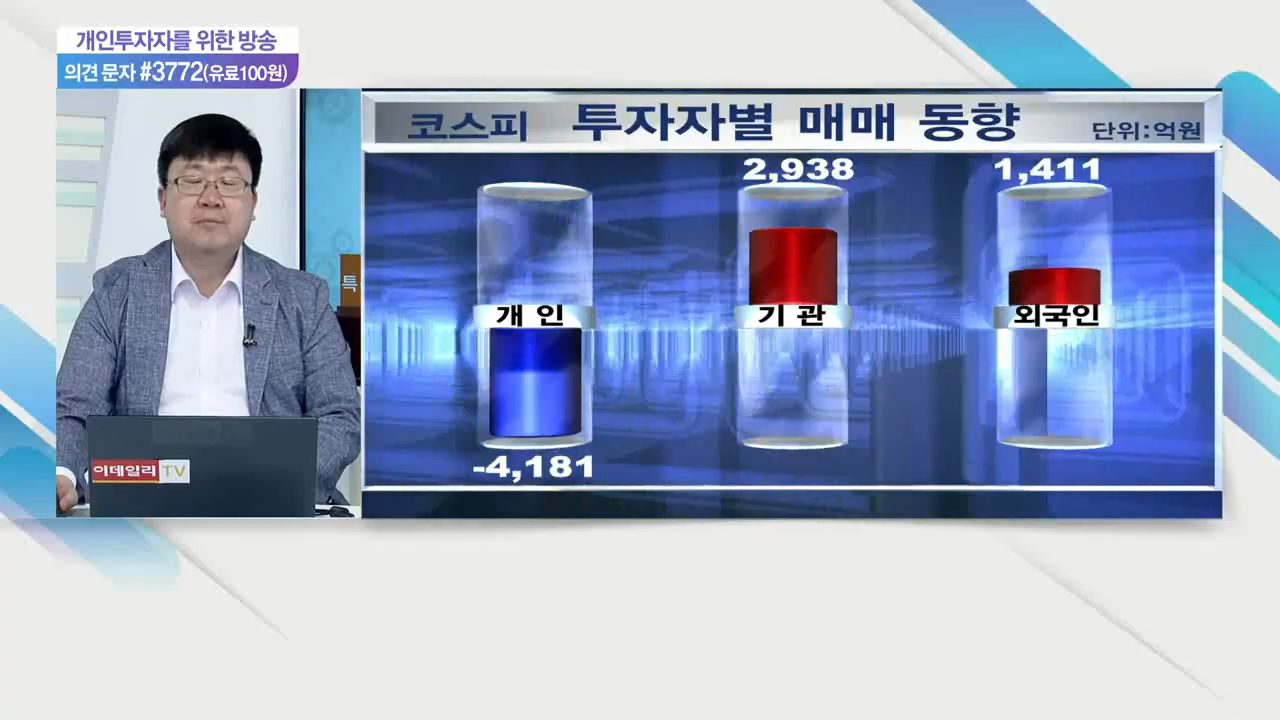 개인투자자를 위한 방송
의견 문자 #3772(유료100원)
코스피 투자자별 매매 동향 단위:억원
2,938 1,411
개 인 기 관 외국인
-4,181
특
이데일리TV